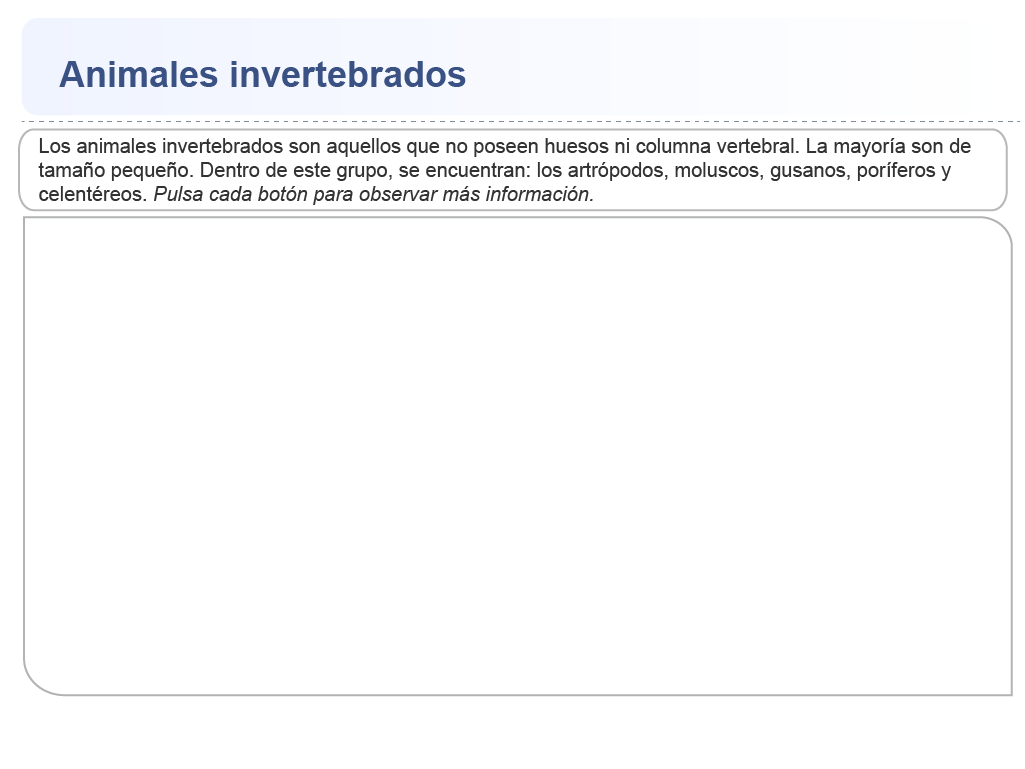 Animales invertebrados
Los animales invertebrados son aquellos que no poseen huesos ni columna vertebral. La mayoría son de
tamaño pequeño. Dentro de este grupo, se encuentran: los artrópodos, moluscos, gusanos, poríferos y
celentéreos. Pulsa cada botón para observar más información.